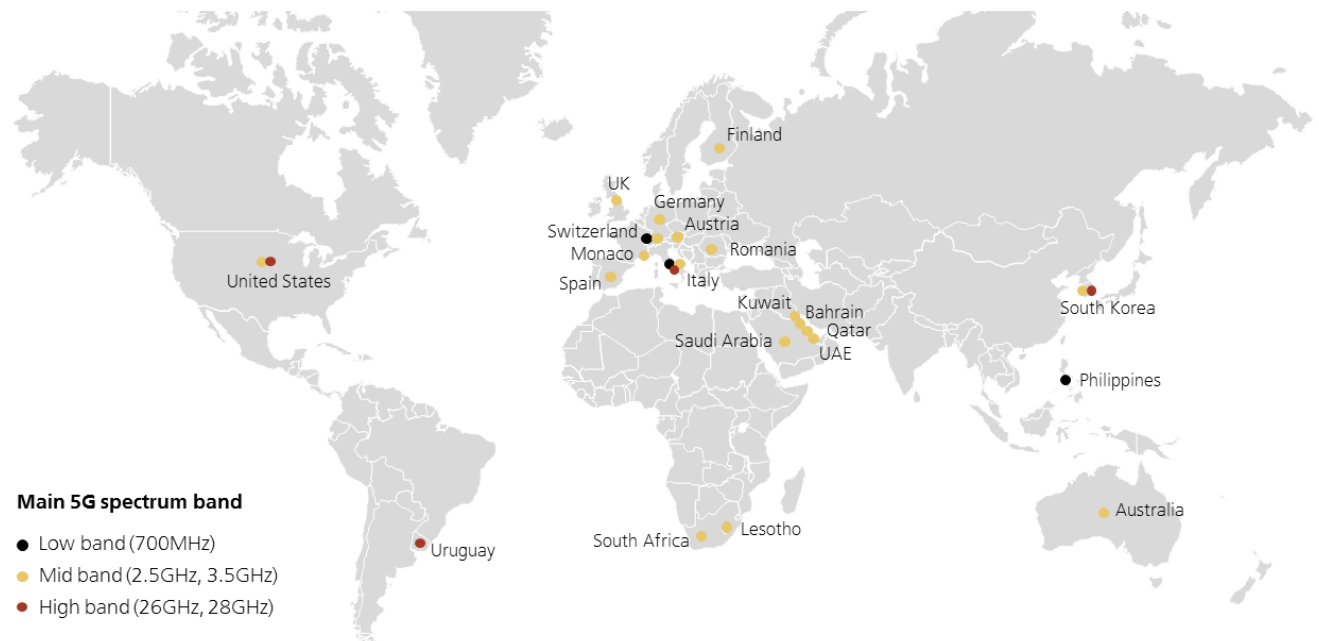 Finland
UK
Germany
Switzerland
Austria
Monaco
Romania
Spain
Italy
United States
Kuwait
Bahrain
Qatar
Saudi Arabia
UAE
South Korea
Philippines
Main 5G spectrum band
Low band (700MHz)
Mid band (2.5GHz, 3.5GHz)
High band (26GHz, 28GHz)
Uruguay
South Africa
Lesotho
Australia